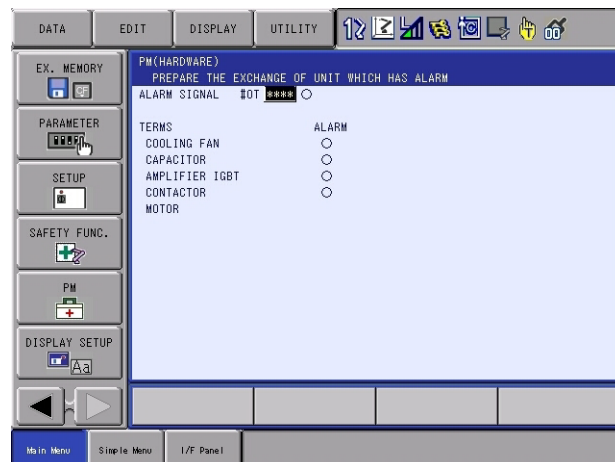 DATA
EDIT
DISPLAY
UTILITY
EX. MEMORY
CF
PARAMETER
SETUP
SAFETY FUNC.
PM
DISPLAY SETUP
Aa
PM(HARDWARE)
PREPARE THE EXCHANGE OF UNIT WHICH HAS ALARM
ALARM SIGNAL #OT **** ○
TERMS ALARM
COOLING FAN ○
CAPACITOR ○
AMPLIFIER IGBT ○
CONTACTOR ○
MOTOR
Main Menu
Simple Menu
I/F Panel